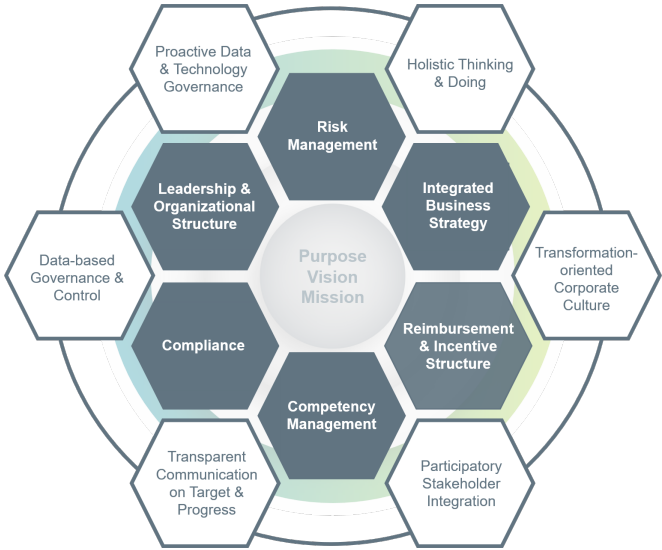 Proactive Data
& Technology
Governance
Holistic Thinking
& Doing
Risk
Management
Leadership &
Organizational
Structure
Integrated
Business
Strategy
Data-based
Governance &
Control
Purpose
Vision
Mission
Transformation-
oriented
Corporate
Culture
Compliance
Reimbursement
& Incentive
Structure
Competency
Management
Transparent
Communication
on Target &
Progress
Participatory
Stakeholder
Integration